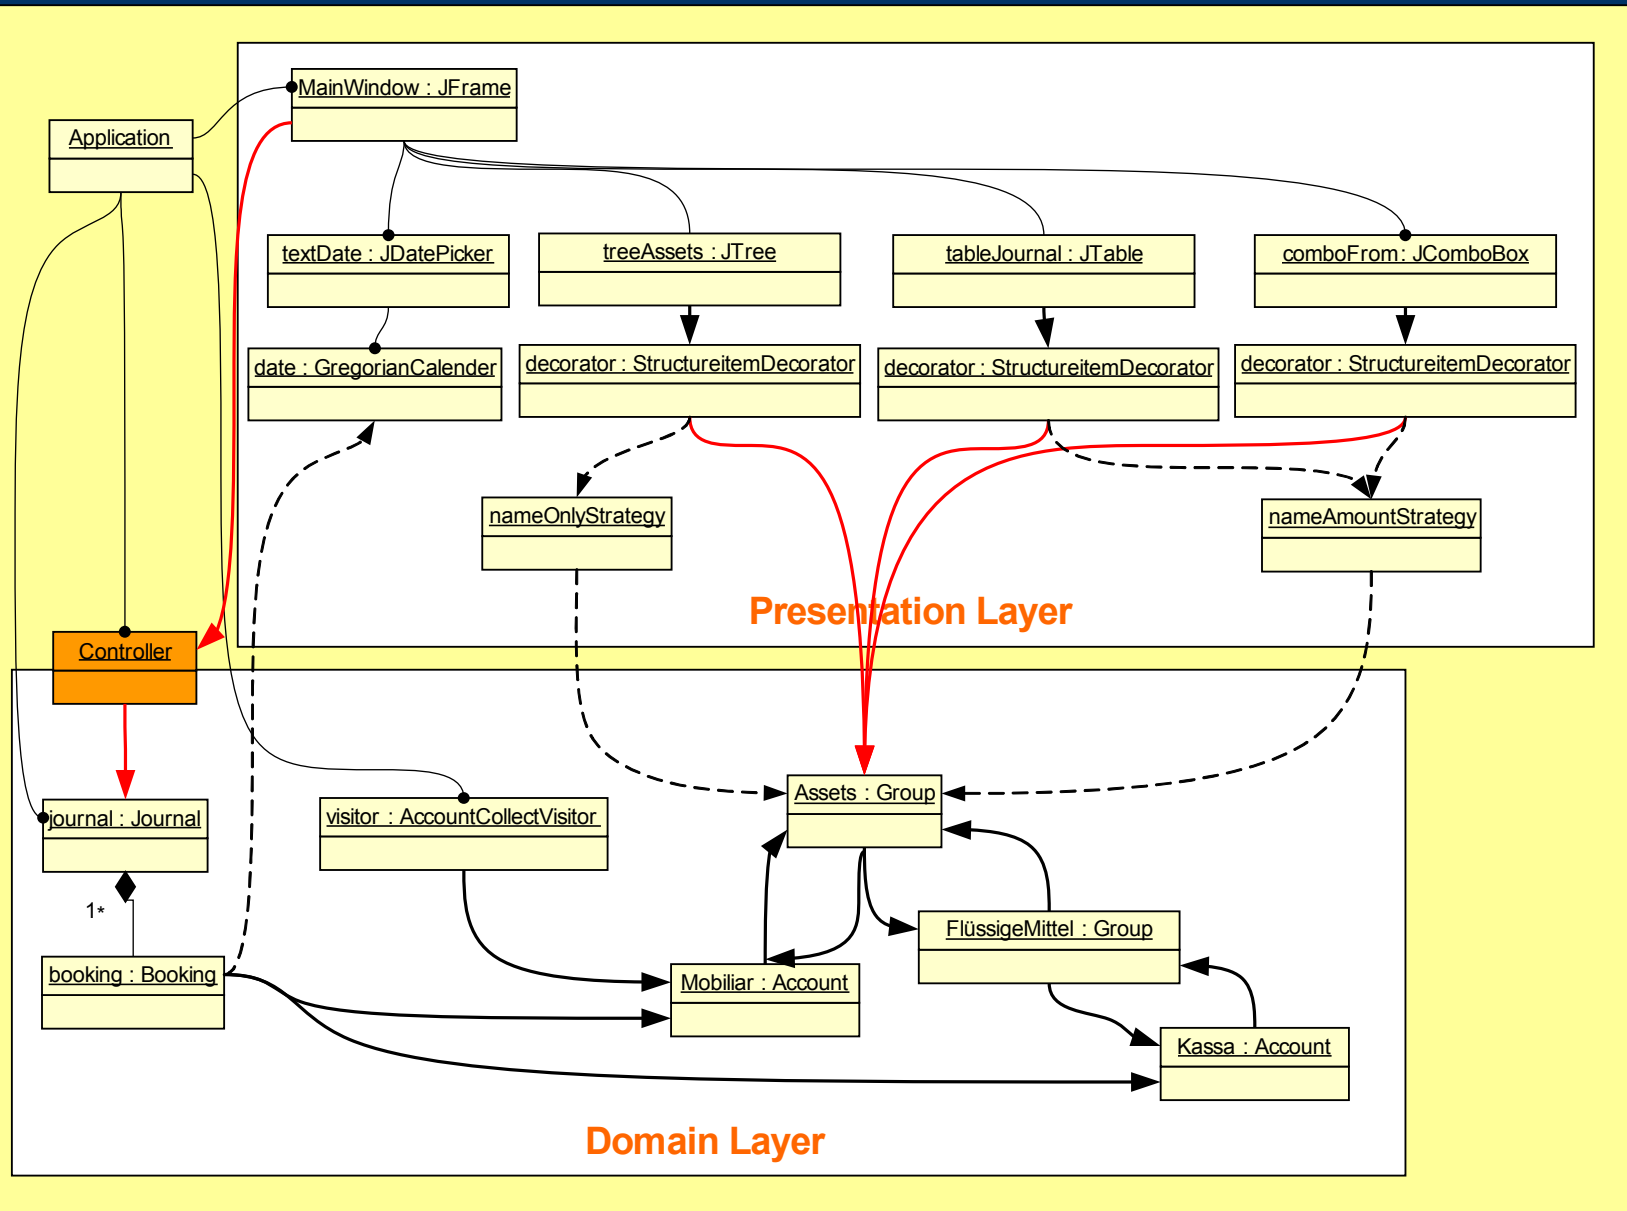 MainWindow : JFrame
Application
textDate : JDatePicker
treeAssets : JTree
tableJournal : JTable
comboFrom: JComboBox
date : GregorianCalender
decorator : StructureitemDecorator
decorator : StructureitemDecorator
decorator : StructureitemDecorator
nameOnlyStrategy
nameAmountStrategy
Presentation Layer
Controller
journal : Journal
visitor : AccountCollectVisitor
Assets : Group
1*
FlüssigeMittel : Group
booking : Booking
Mobiliar : Account
Kassa : Account
Domain Layer